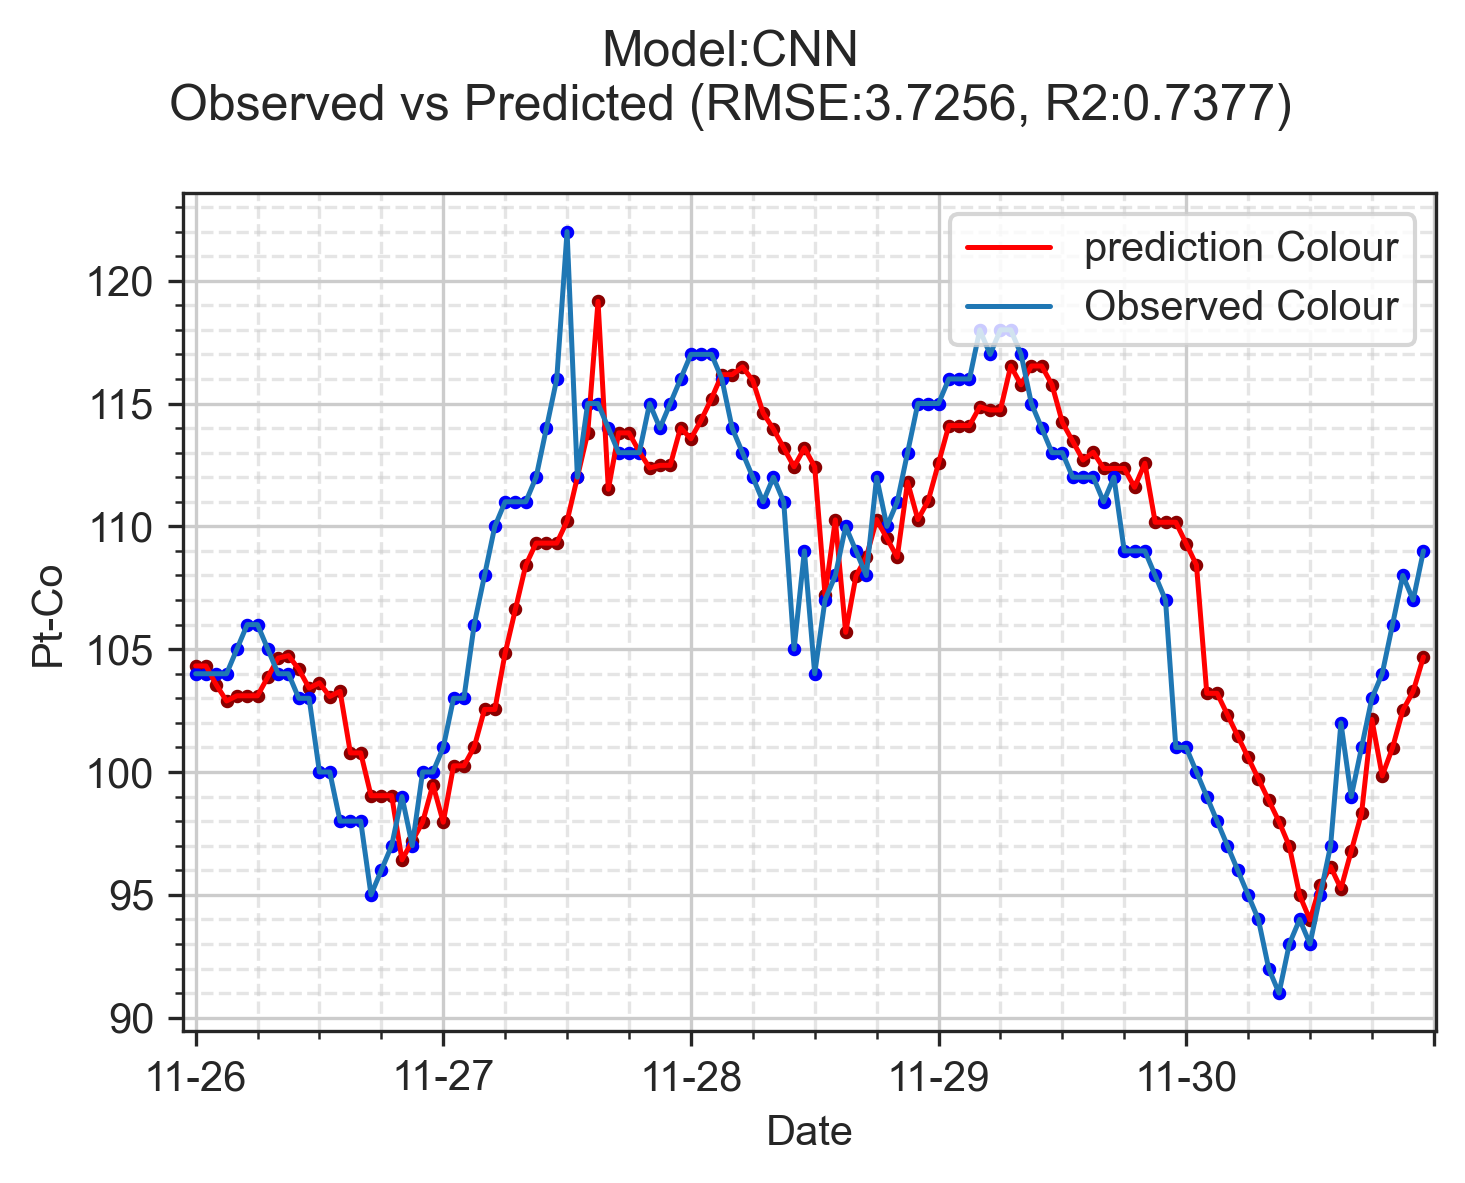 Model:CNN
Observed vs Predicted (RMSE:3.7256, R2:0.7377)
prediction Colour
Observed Colour
120
115
110
105
100
95
90
Pt-Co
11-26
11-27
11-28
11-29
11-30
Date